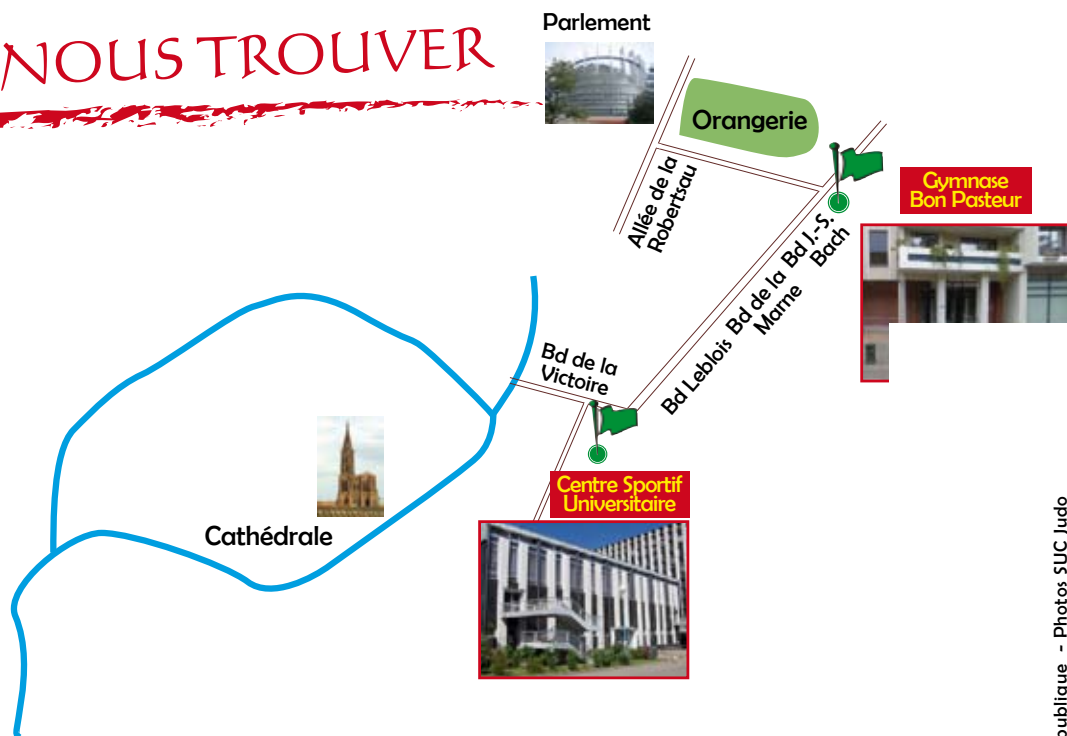 NOUS TROUVER
Parlement
Orangerie
Allée de la
Robertsau
Gymnase
Bon Pasteur
Bd J.-S.
Bach
Bd de la
Marne
Bd Leblois
Bd de la
Victoire
Centre Sportif
Universitaire
Cathédrale
publique - Photos SUC Judo